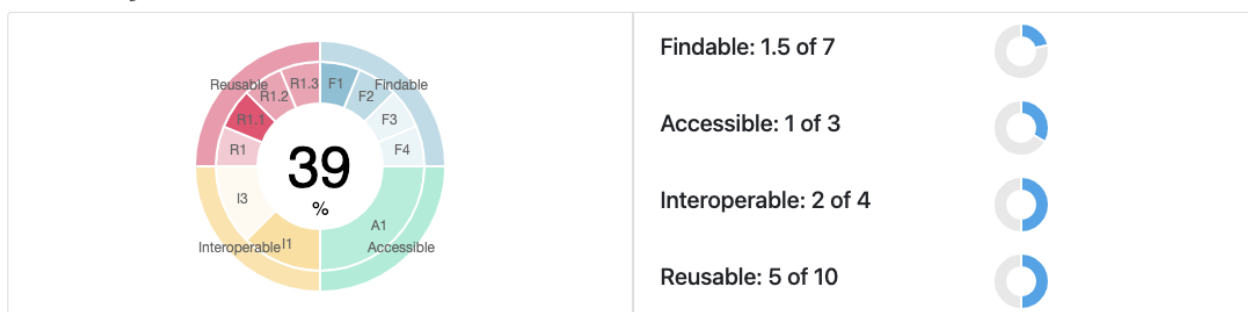 Reusable
R1.3
F1
Findable
R1.2
F2
R1.1
F3
R1
F4
39
%
I3
A1
Interoperable
I1
Accessible
Findable: 1.5 of 7
Accessible: 1 of 3
Interoperable: 2 of 4
Reusable: 5 of 10